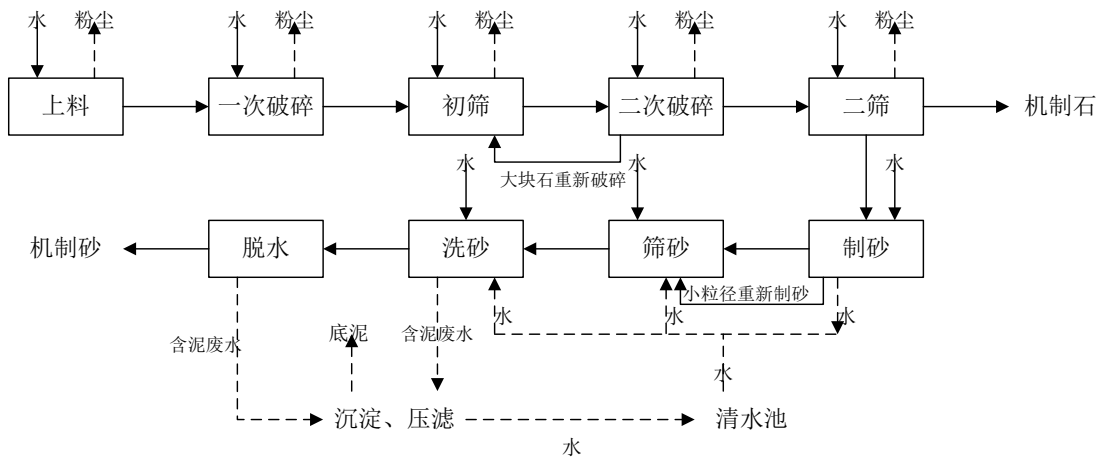 水 粉尘 水 粉尘 水 粉尘 水 粉尘 水 粉尘
上料 一次破碎 初筛 二次破碎 二筛 机制石
大块石重新破碎
水 水 水
机制砂 脱水 洗砂 筛砂 制砂
小粒径重新制砂
水 水 水
含泥废水 底泥 含泥废水
水
沉淀、压滤 清水池
水